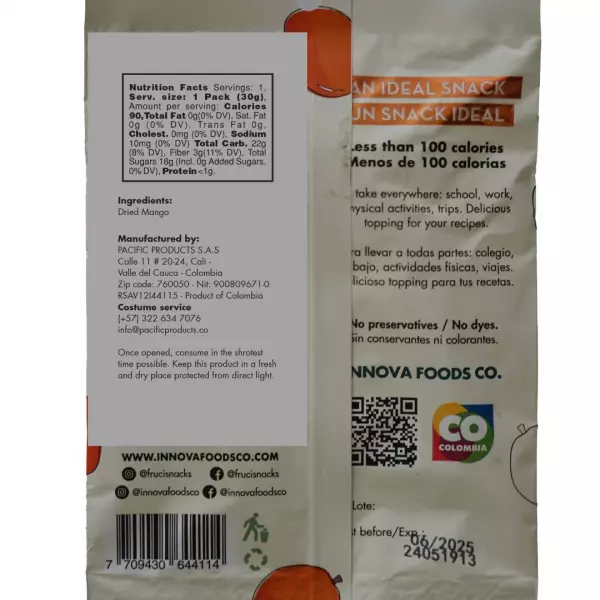 Nutrition Facts Servings: 1,
Serv. size: 1 Pack (30g),
Amount per serving: Calories
90,Total Fat 0g(0% DV), Sat. Fat
0g (0% DV), Trans Fat 0g,
Cholest. 0mg (0% DV), Sodium
10mg (0% DV) Total Carb. 22g
(8% DV), Fiber 3g(11% DV), Total
Sugars 18g (Incl. 0g Added Sugars,
0% DV), Protein <1g.
Ingredients:
Dried Mango
Manufactured by:
PACIFIC PRODUCTS S.A.S
Calle 11 # 20-24, Cali -
Valle del Cauca - Colombia
Zip code: 760050 - Nit: 900809671-0
RSAV12I44115 - Product of Colombia
Costume service
(+57) 322 634 7076
info@pacificproducts.co
Once opened, consume in the shrotest
time possible. Keep this product in a fresh
and dry place protected from direct light.
WWW.INNOVAFOODSCO.COM
@frucisnacks @frucisnacks
@innovafoodsco @innovafoodsco
7 709430 644114
AN IDEAL SNACK
UN SNACK IDEAL
Less than 100 calories
Menos de 100 calorías
take everywhere: school, work,
ysical activities, trips. Delicious
topping for your recipes.
ra llevar a todas partes: colegio,
bajo, actividades físicas, viajes.
licioso topping para tus recetas.
No preservatives / No dyes.
Sin conservantes ni colorantes.
INNOVA FOODS CO.
CO
COLOMBIA
Lote:
t before/Exp.:
06/2025
24051913